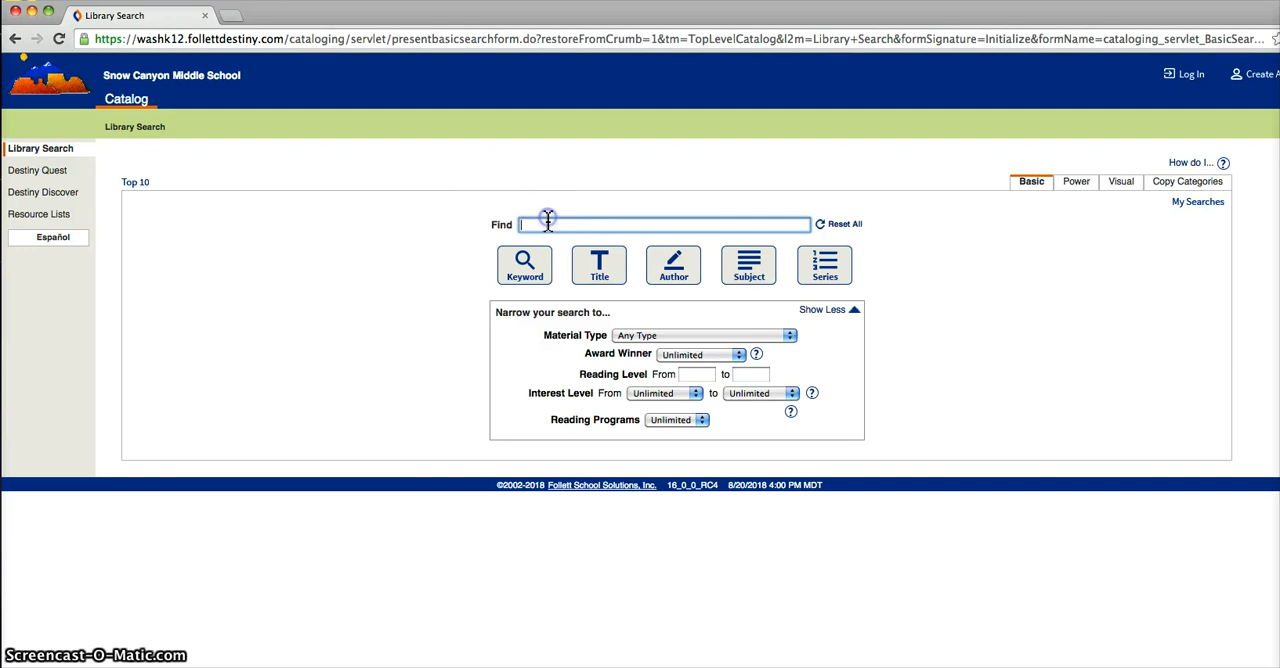 Library Search
https://washk12.follettdestiny.com/cataloging/servlet/presentbasicsearchform.do?restoreFromCrumb=1&tm=TopLevelCatalog&l2m=Library+Search&formSignature=Initialize&formName=cataloging_servlet_BasicSear...
Snow Canyon Middle School
Log In
Create A
Catalog
Library Search
Library Search
Destiny Quest
Destiny Discover
Resource Lists
Español
How do I... ?
Top 10
Basic Power Visual Copy Categories
My Searches
Find
Reset All
Keyword Title Author Subject Series
Narrow your search to...
Show Less
Material Type Any Type
Award Winner Unlimited ?
Reading Level From to
Interest Level From Unlimited to Unlimited ?
?
Reading Programs Unlimited
©2002-2018 Follett School Solutions, Inc. 16_0_0_RC4 8/20/2018 4:00 PM MDT
Screencast-O-Matic.com